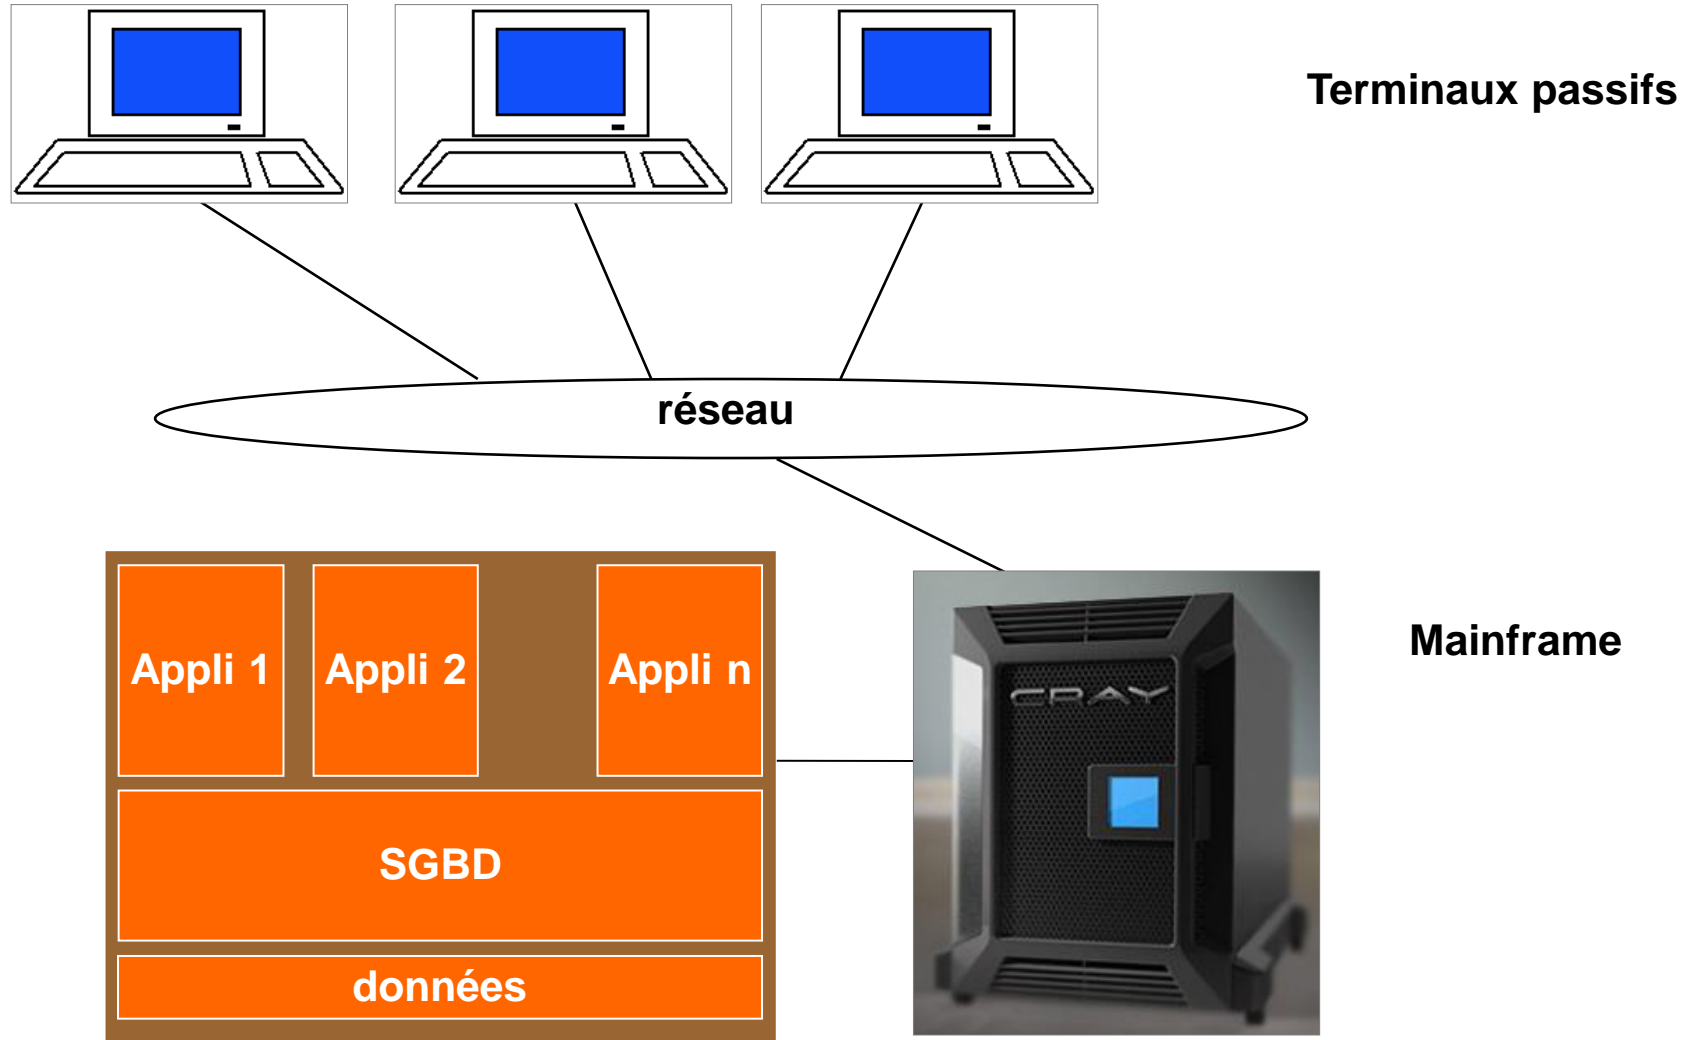 Terminaux passifs
réseau
Appli 1
Appli 2
Appli n
SGBD
données
CRAY
Mainframe